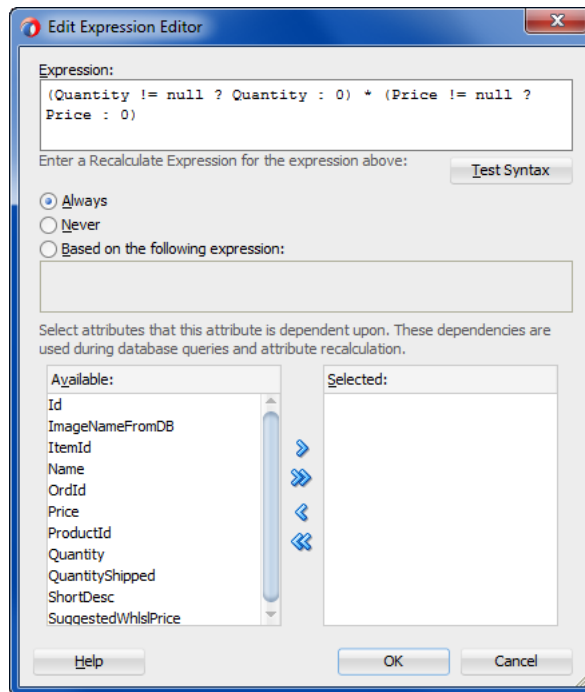 Edit Expression Editor
Expression:
(Quantity != null ? Quantity : 0) * (Price != null ?
Price : 0)
Enter a Recalculate Expression for the expression above:
Test Syntax
Always
Never
Based on the following expression:
Select attributes that this attribute is dependent upon. These dependencies are
used during database queries and attribute recalculation.
Available:
Selected:
Id
ImageNameFromDB
ItemId
Name
OrdId
Price
ProductId
Quantity
QuantityShipped
ShortDesc
SuggestedWhlslPrice
Help
OK
Cancel